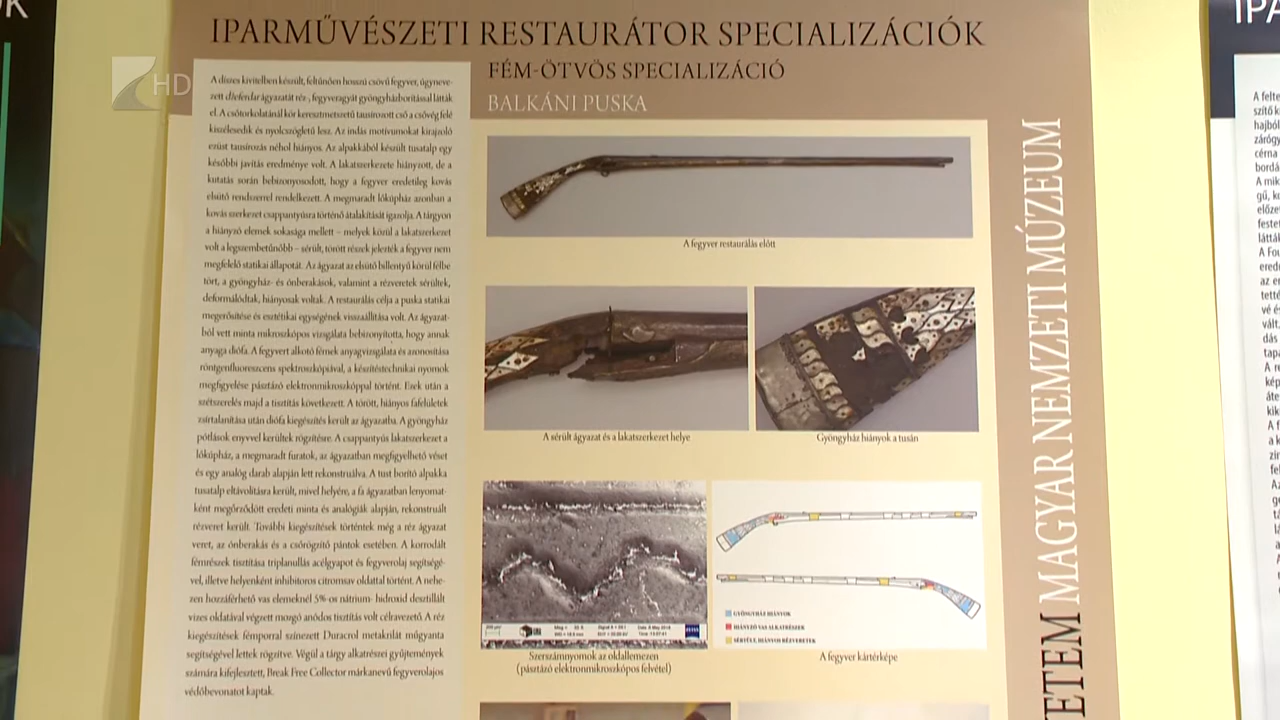 HD
IPARMŰVÉSZETI RESTAURÁTOR SPECIALIZÁCIÓK
FÉM-ÖTVÖS SPECIALIZÁCIÓ
BALKÁNI PUSKA
A díszes kivitelben készült, feltűnően hosszú csövű fegyver, úgyneve-
zett dzeferdar ágyazatát réz-, fegyveragyát gyöngyházborítással látták
el. A csőtorkolatánál kör keresztmetszetű tausírozott cső a csővég felé
kiszélesedik és nyolcszögletű lesz. Az indás motívumokat kirajzoló
ezüst tausírozás néhol hiányos. Az alpakkából készült tusatalp egy
későbbi javítás eredménye volt. A lakatszerkezete hiányzott, de a
kutatás során bebizonyosodott, hogy a fegyver eredetileg kovás
elsütő rendszerrel rendelkezett. A megmaradt lőkúpház azonban a
kovás szerkezet csappantyúsra történő átalakítását igazolja. A tárgyon
a hiányzó elemek sokasága mellett – melyek körül a lakatszerkezet
volt a legszembetűnőbb – sérült, törött részek jelezték a fegyver nem
megfelelő statikai állapotát. Az ágyazat az elsütő billentyű körül félbe
tört, a gyöngyház- és ónberakások, valamint a rézveretek sérültek,
deformálódtak, hiányosak voltak. A restaurálás célja a puska statikai
megerősítése és esztétikai egységének visszaállítása volt. Az ágyazat-
ból vett minta mikroszkópos vizsgálata bebizonyította, hogy annak
anyaga diófa. A fegyvert alkotó fémek anyagvizsgálata és azonosítása
röntgenfluoreszcens spektroszkópiával, a készítéstechnikai nyomok
megfigyelése pásztázó elektronmikroszkóppal történt. Ezek után a
szétszerelés majd a tisztítás következett. A törött, hiányos fafelületek
zsírtalanítása után diófa kiegészítés került az ágyazatba. A gyöngyház
pótlások enyvvel kerültek rögzítésre. A csappantyús lakatszerkezet a
lőkúpház, a megmaradt furatok, az ágyazatban megfigyelhető véset
és egy analóg darab alapján lett rekonstruálva. A tust borító alpakka
tusatalp eltávolításra került, mivel helyére, a fa ágyazatban lenyomat-
ként megőrződött eredeti minta és analógiák alapján, rekonstruált
rézveret került. További kiegészítések történtek még a réz ágyazat
veret, az ónberakás és a csőrögzítő pántok esetében. A korrodált
fémrészek tisztítása triplanullás acélgyapot és fegyverolaj segítségé-
vel, illetve helyenként inhibitoros citromsav oldattal történt. A nehe-
zen hozzáférhető vas elemeknél 5%-os nátrium- hidroxid desztillált
vizes oldatával végzett mozgó anódos tisztítás volt célravezető. A réz
kiegészítések fémporral színezett Duracrol metakrilát műgyanta
segítségével lettek rögzítve. Végül a tárgy alkatrészei gyűjtemények
számára kifejlesztett, Break Free Collector márkanevű fegyverolajos
védőbevonatot kaptak.
A fegyver restaurálás előtt
A sérült ágyazat és a lakatszerkezet helye
Gyöngyház hiányok a tusán
Szerszámnyomok az oldallemezen
(pásztázó elektronmikroszkópos felvétel)
GYÖNGYHÁZ HIÁNYOK
HIÁNYZÓ VAS ALKATRÉSZEK
SÉRÜLT, HIÁNYOS RÉZVERETEK
A fegyver kártérképe
ETEM MAGYAR NEMZETI MÚZEUM